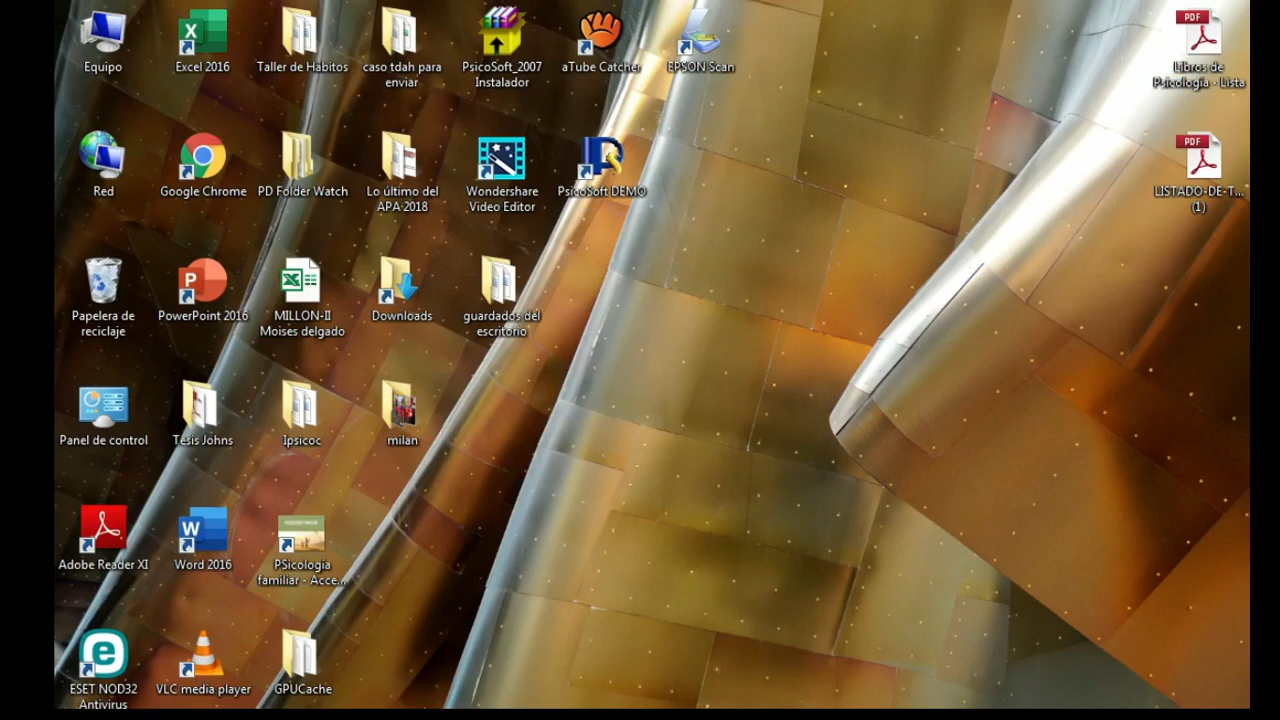 Equipo
Excel 2016
Taller de Habitos
caso tdah para
enviar
PsicoSoft_2007
Instalador
aTube Catcher
EPSON Scan
PDF
Libros de
Psicología - Lista
Red
Google Chrome
PD Folder Watch
Lo último del
APA 2018
Wondershare
Video Editor
PsicoSoft DEMO
PDF
LISTADO-DE-T...
(1)
Papelera de
reciclaje
PowerPoint 2016
MILLON-II
Moises delgado
Downloads
guardados del
escritorio
Panel de control
Tesis Johns
Ipsicoc
milan
Adobe Reader XI
Word 2016
PSicologia
familiar - Acce...
ESET NOD32
Antivirus
VLC media player
GPUCache